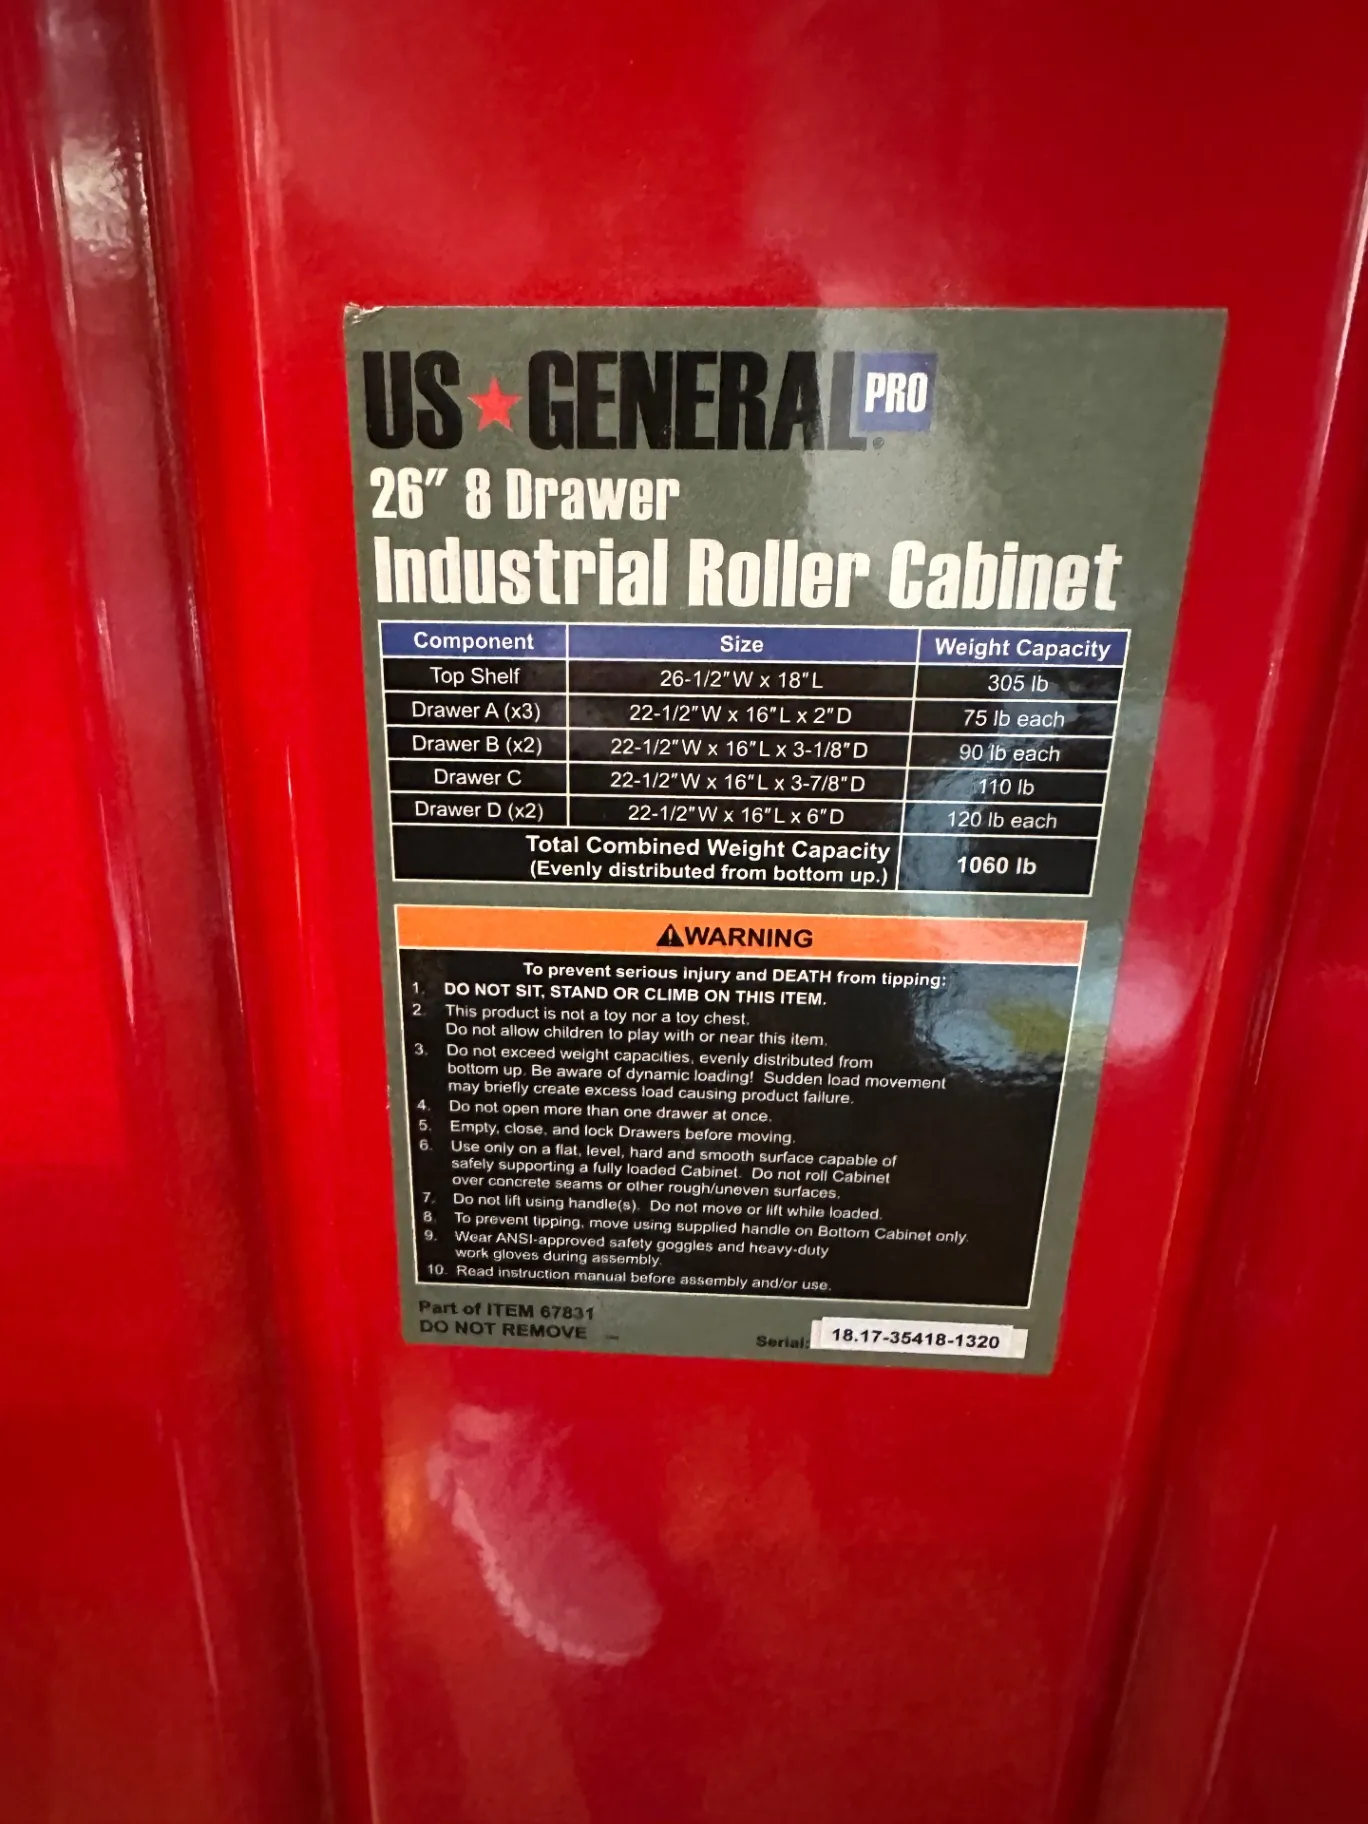 US★GENERAL® PRO
26" 8 Drawer
Industrial Roller Cabinet
Component Size Weight Capacity
Top Shelf 26-1/2"W x 18"L 305 lb
Drawer A (x3) 22-1/2"W x 16"L x 2"D 75 lb each
Drawer B (x2) 22-1/2"W x 16"L x 3-1/8"D 90 lb each
Drawer C 22-1/2"W x 16"L x 3-7/8"D 110 lb
Drawer D (x2) 22-1/2"W x 16"L x 6"D 120 lb each
Total Combined Weight Capacity
(Evenly distributed from bottom up.) 1060 lb
⚠WARNING
To prevent serious injury and DEATH from tipping:
1. DO NOT SIT, STAND OR CLIMB ON THIS ITEM.
2. This product is not a toy nor a toy chest.
Do not allow children to play with or near this item.
3. Do not exceed weight capacities, evenly distributed from
bottom up. Be aware of dynamic loading! Sudden load movement
may briefly create excess load causing product failure.
4. Do not open more than one drawer at once.
5. Empty, close, and lock Drawers before moving.
6. Use only on a flat, level, hard and smooth surface capable of
safely supporting a fully loaded Cabinet. Do not roll Cabinet
over concrete seams or other rough/uneven surfaces.
7. Do not lift using handle(s). Do not move or lift while loaded.
8. To prevent tipping, move using supplied handle on Bottom Cabinet only.
9. Wear ANSI-approved safety goggles and heavy-duty
work gloves during assembly.
10. Read instruction manual before assembly and/or use.
Part of ITEM 67831
DO NOT REMOVE
Serial: 18.17-35418-1320